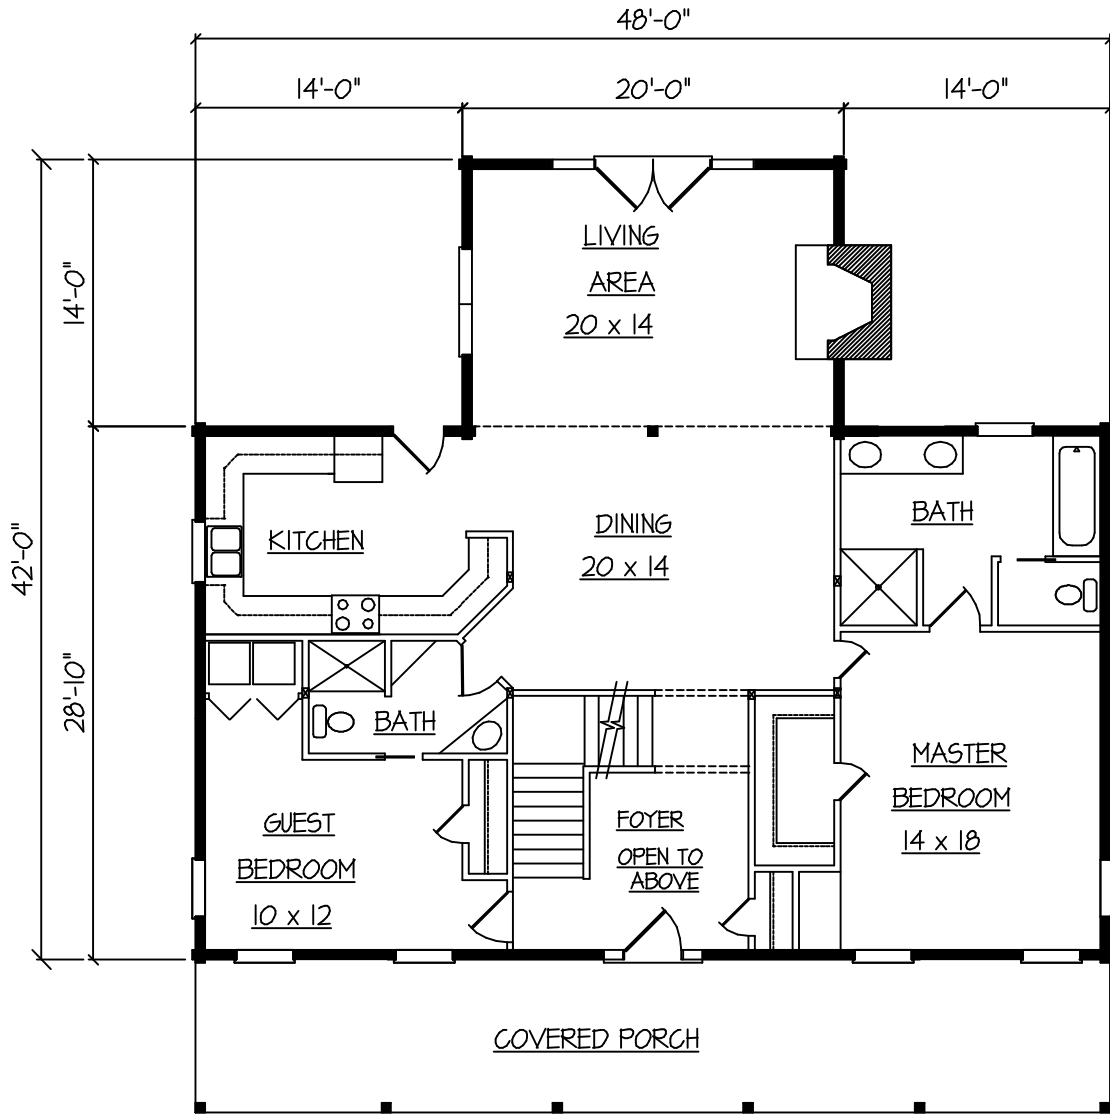 48'-0"
14'-0"
20'-0"
14'-0"
LIVING
AREA
20 x 14
14'-0"
42'-0"
28'-10"
KITCHEN
DINING
20 x 14
BATH
BATH
MASTER
BEDROOM
14 x 18
GUEST
BEDROOM
10 x 12
FOYER
OPEN TO
ABOVE
COVERED PORCH